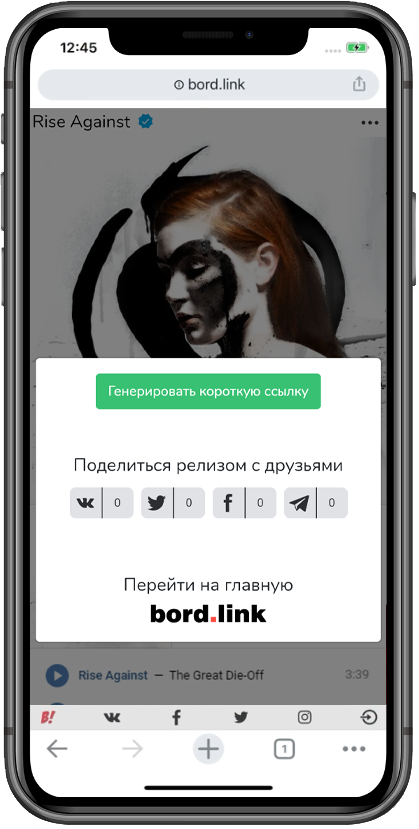 12:45
bord.link
Rise Against
Генерировать короткую ссылку
Поделиться релизом с друзьями
0 0 0 0
Перейти на главную
bord.link
Rise Against — The Great Die-Off 3:39
B!
1